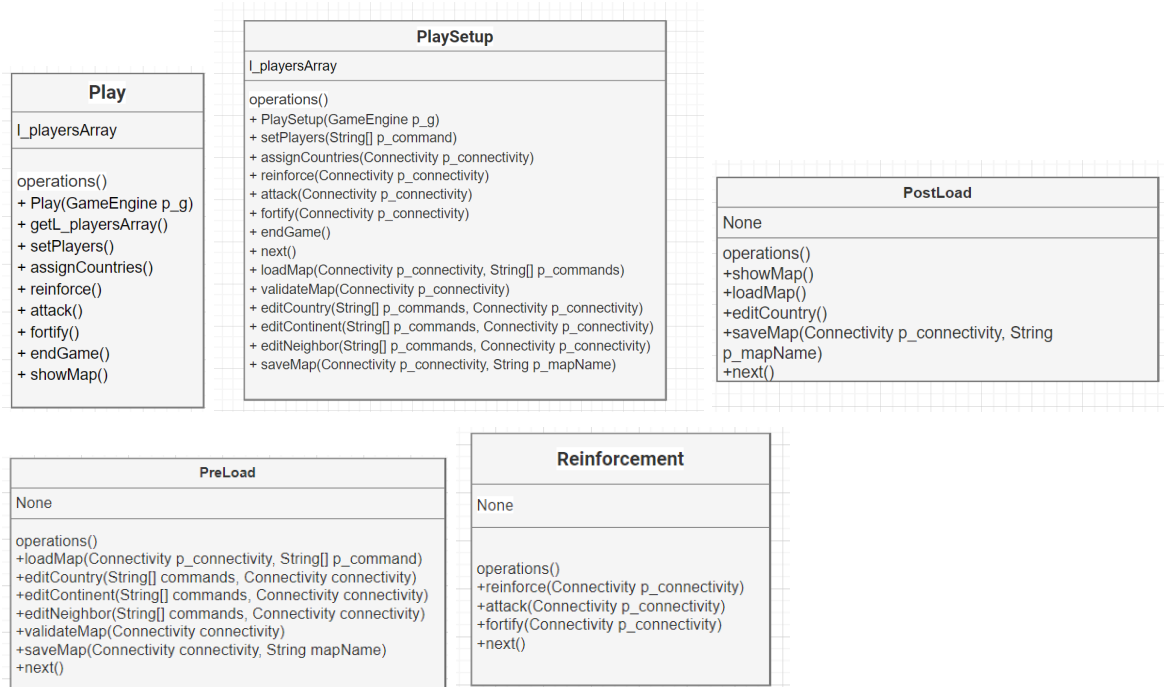 Play
l_playersArray
operations()
+ Play(GameEngine p_g)
+ getL_playersArray()
+ setPlayers()
+ assignCountries()
+ reinforce()
+ attack()
+ fortify()
+ endGame()
+ showMap()
PlaySetup
l_playersArray
operations()
+ PlaySetup(GameEngine p_g)
+ setPlayers(String[] p_command)
+ assignCountries(Connectivity p_connectivity)
+ reinforce(Connectivity p_connectivity)
+ attack(Connectivity p_connectivity)
+ fortify(Connectivity p_connectivity)
+ endGame()
+ next()
+ loadMap(Connectivity p_connectivity, String[] p_commands)
+ validateMap(Connectivity p_connectivity)
+ editCountry(String[] p_commands, Connectivity p_connectivity)
+ editContinent(String[] p_commands, Connectivity p_connectivity)
+ editNeighbor(String[] p_commands, Connectivity p_connectivity)
+ saveMap(Connectivity p_connectivity, String p_mapName)
PostLoad
None
operations()
+showMap()
+loadMap()
+editCountry()
+saveMap(Connectivity p_connectivity, String
p_mapName)
+next()
PreLoad
None
operations()
+loadMap(Connectivity p_connectivity, String[] p_command)
+editCountry(String[] commands, Connectivity connectivity)
+editContinent(String[] commands, Connectivity connectivity)
+editNeighbor(String[] commands, Connectivity connectivity)
+validateMap(Connectivity connectivity)
+saveMap(Connectivity connectivity, String mapName)
+next()
Reinforcement
None
operations()
+reinforce(Connectivity p_connectivity)
+attack(Connectivity p_connectivity)
+fortify(Connectivity p_connectivity)
+next()